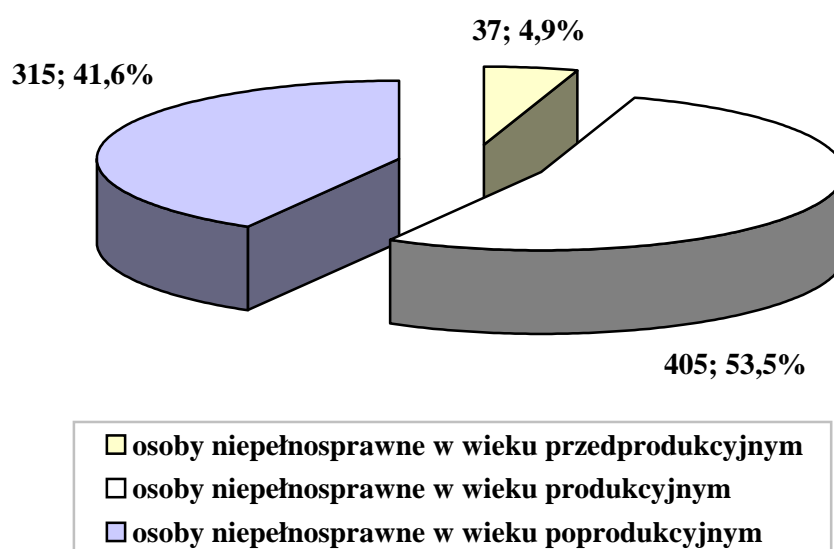 37; 4,9%
315; 41,6%
405; 53,5%
osoby niepełnosprawne w wieku przedprodukcyjnym
osoby niepełnosprawne w wieku produkcyjnym
osoby niepełnosprawne w wieku poprodukcyjnym